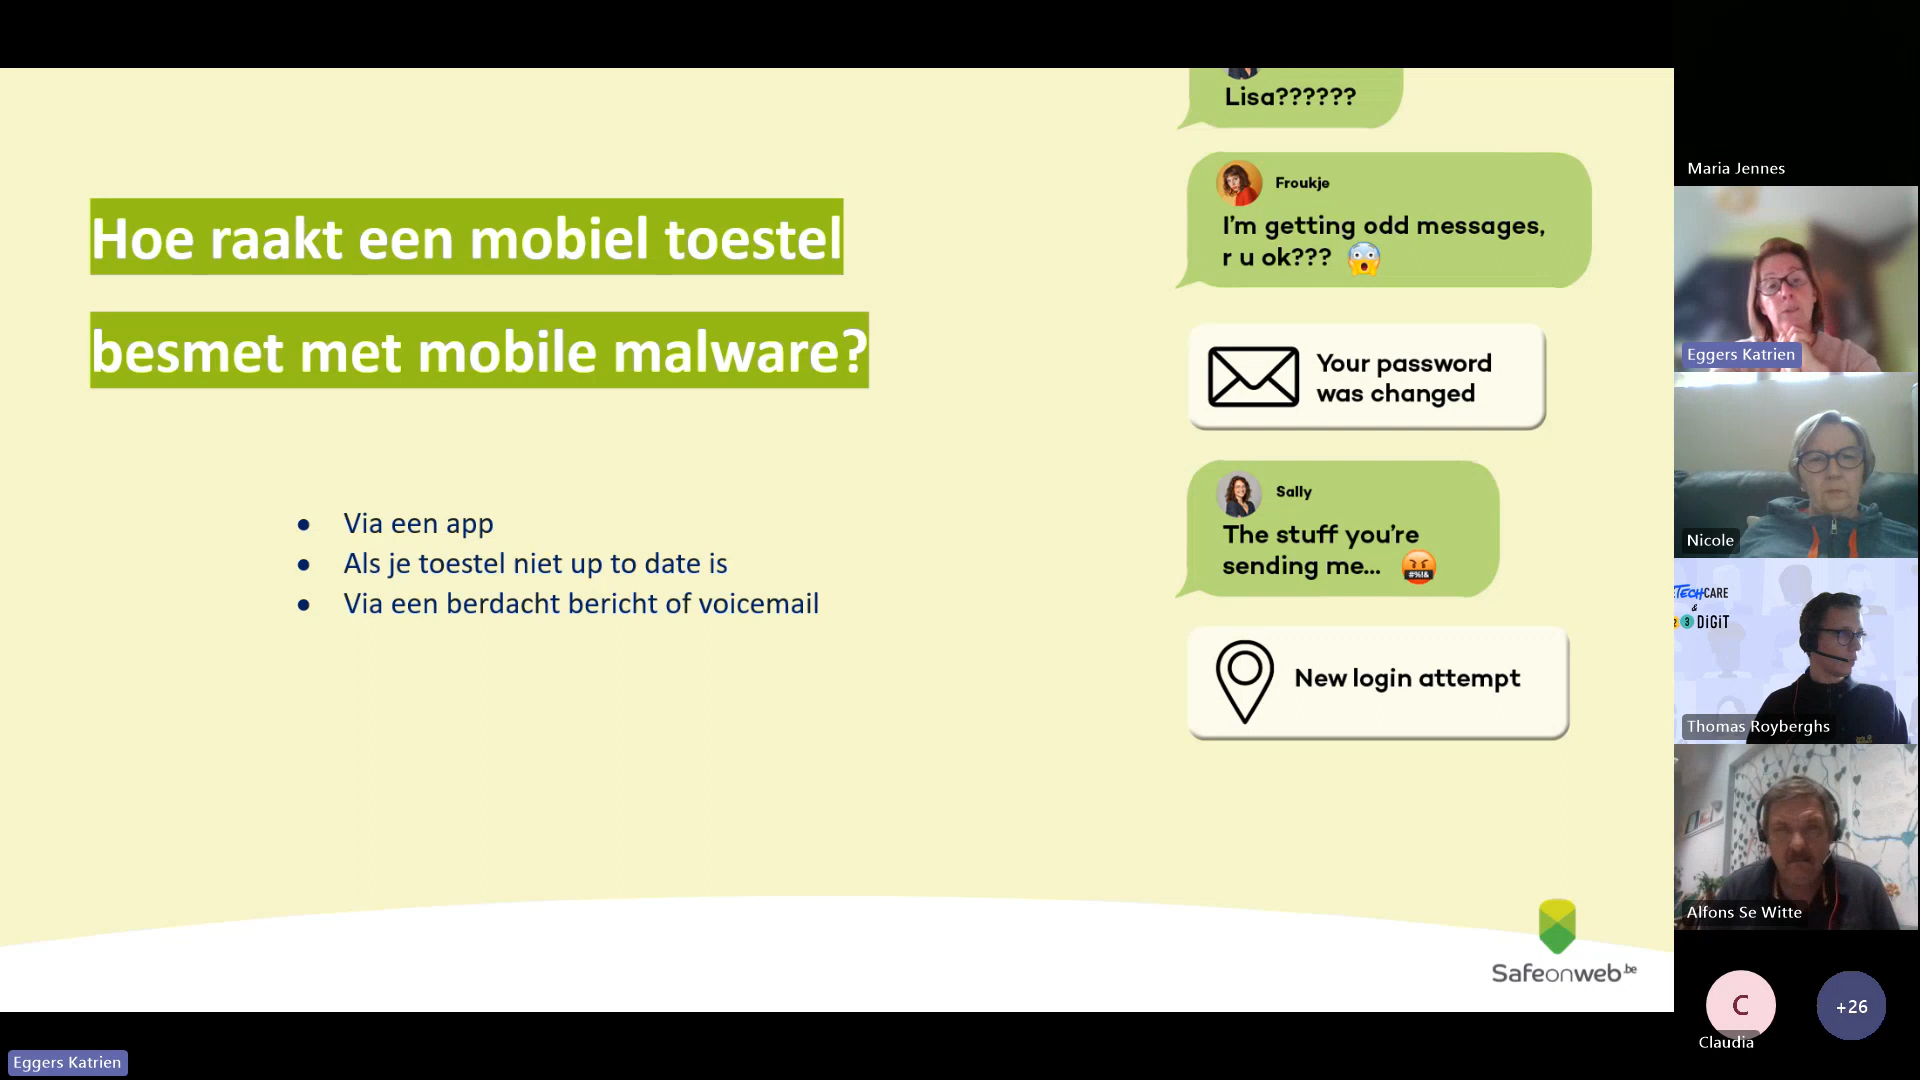 Hoe raakt een mobiel toestel
besmet met mobile malware?
● Via een app
● Als je toestel niet up to date is
● Via een berdacht bericht of voicemail
Lisa??????
Froukje
I'm getting odd messages,
r u ok???
Your password
was changed
Sally
The stuff you're
sending me...
#%!&
New login attempt
Safeonweb.be
Maria Jennes
Eggers Katrien
Nicole
TECHCARE
&
2 3 DiGiT
Thomas Royberghs
Alfons Se Witte
C
Claudia
+26
Eggers Katrien